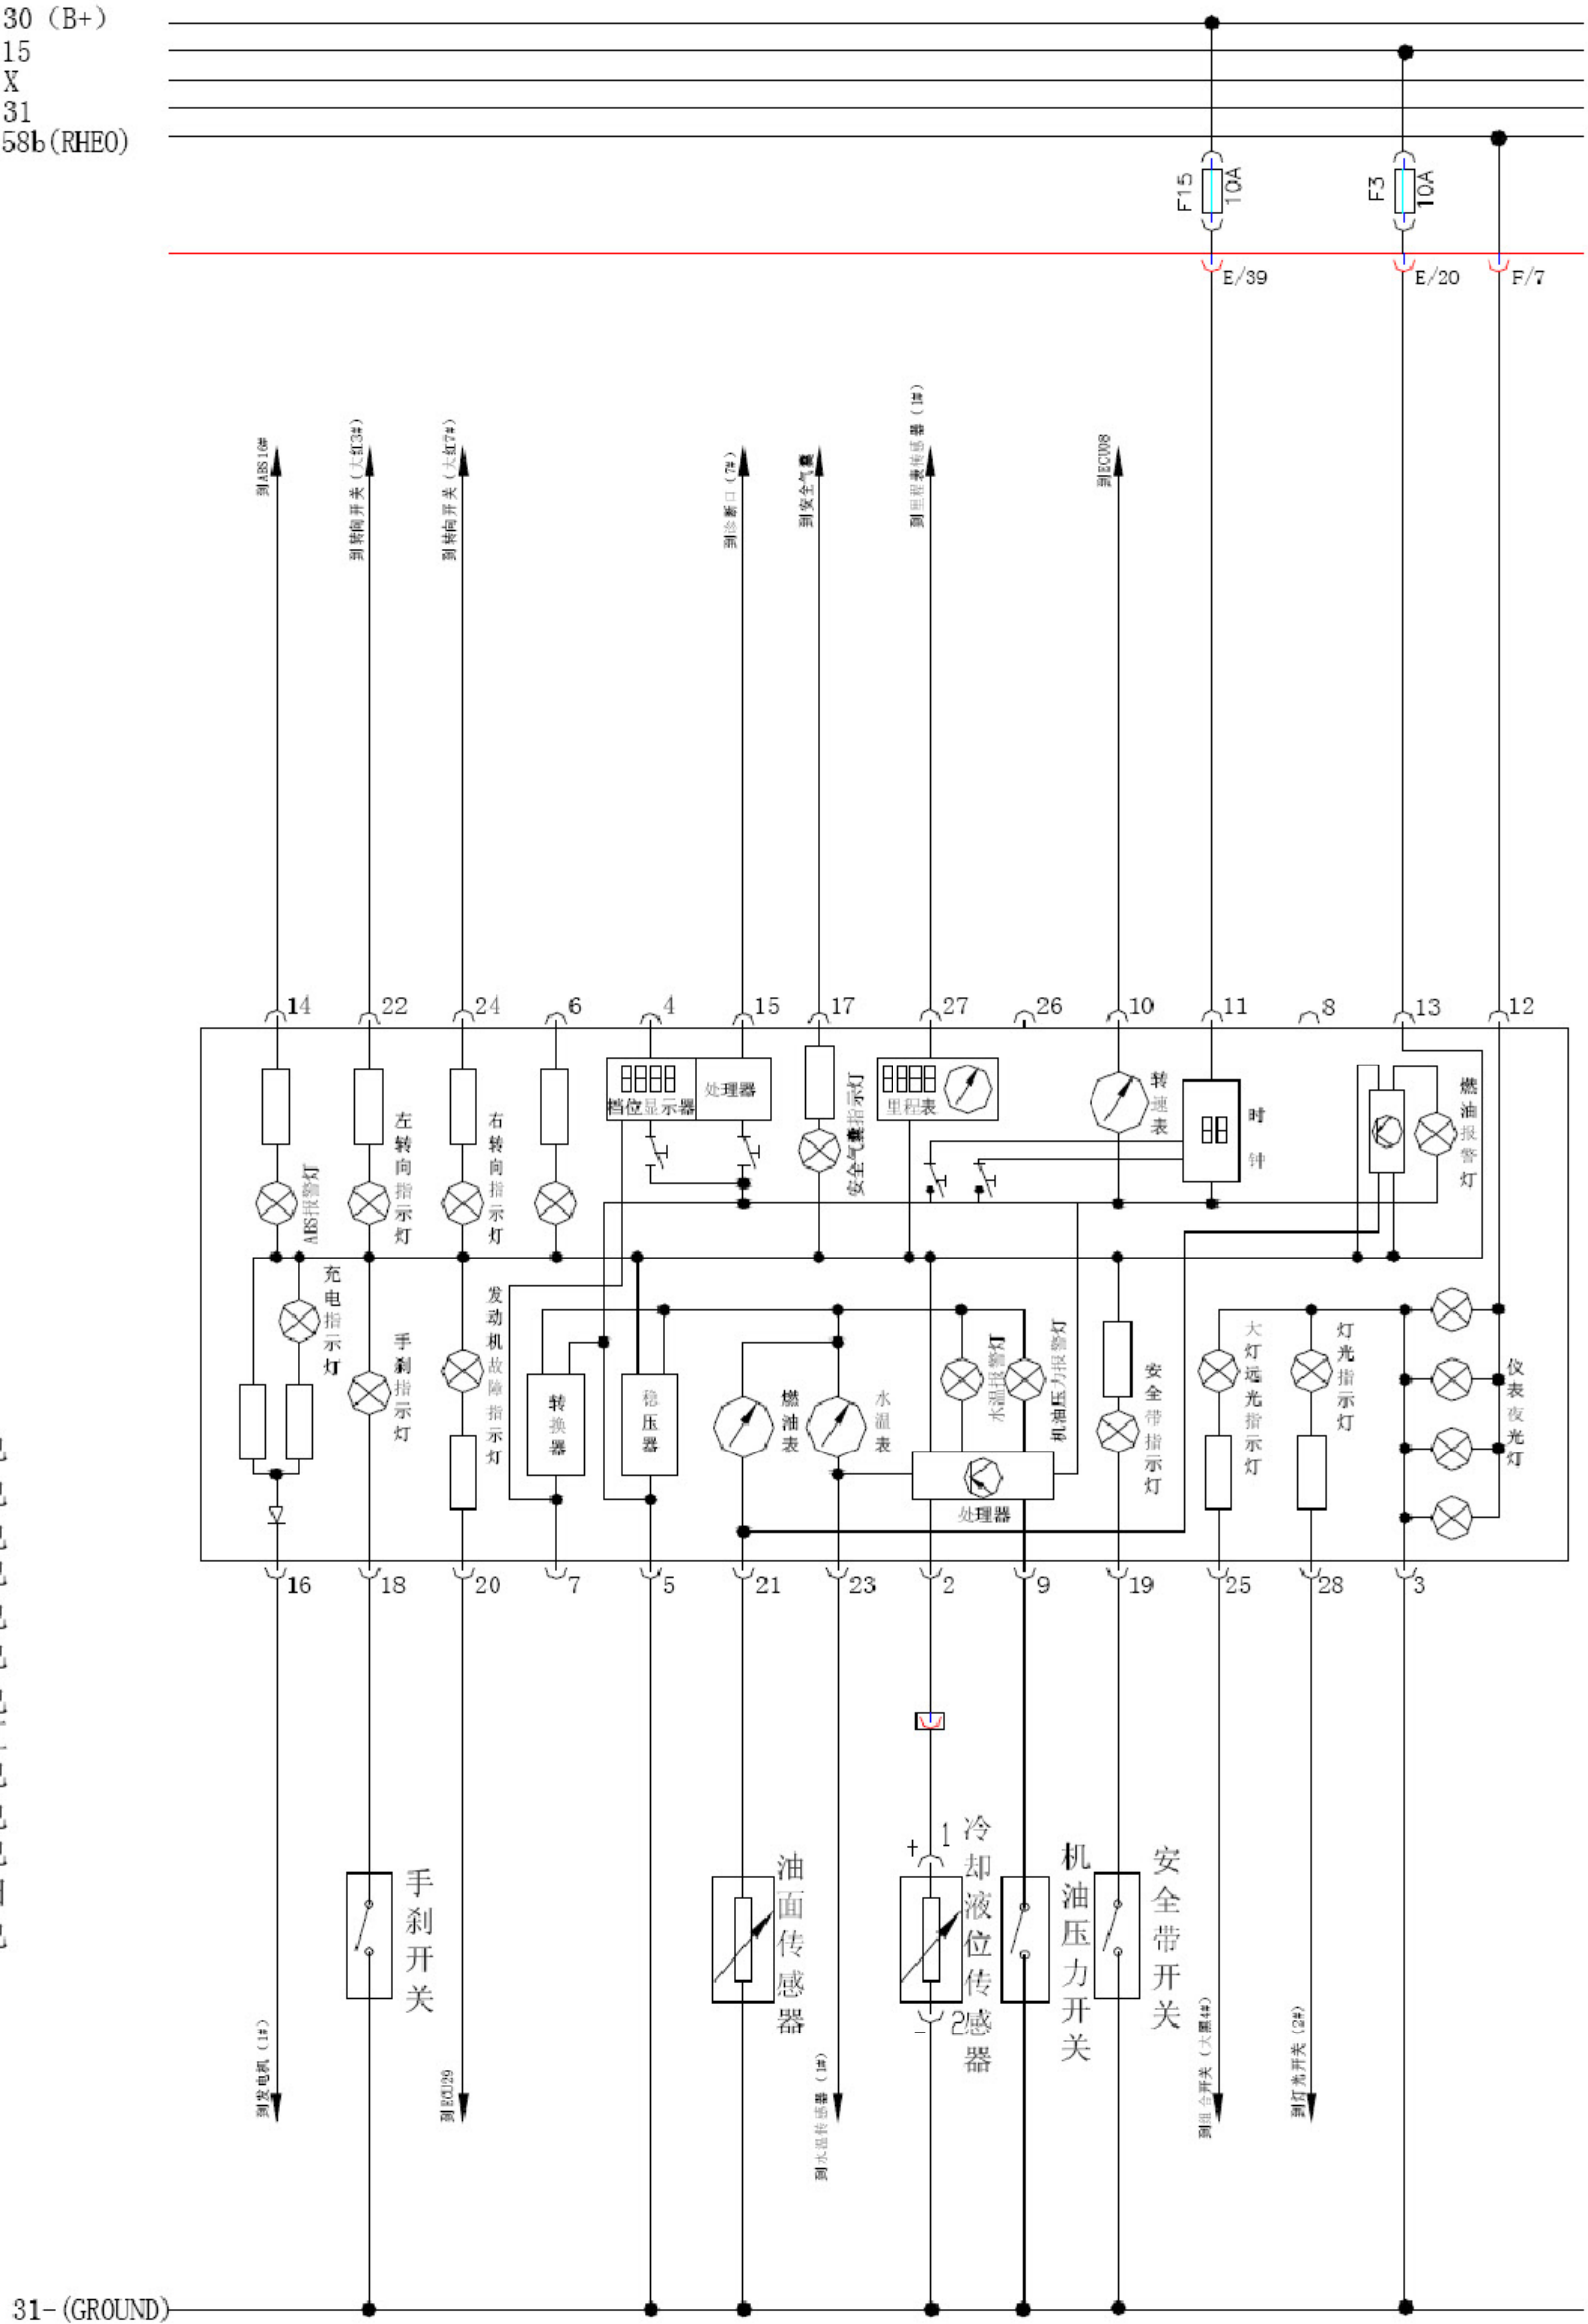 30 (B+)
15
X
31
58b(RHEO)
F15
10A
F3
10A
E/39
E/20
F/7
到ABS16#
到转向开关(大红3#)
到转向开关(大红7#)
到诊断口(7#)
到安全气囊
到里程表传感器(1#)
到ECU08
14
22
24
6
4
15
17
27
26
10
11
8
13
12
ABS报警灯
左转向指示灯
右转向指示灯
档位显示器
处理器
安全气囊指示灯
里程表
转速表
时钟
燃油报警灯
充电指示灯
手刹指示灯
发动机故障指示灯
转换器
稳压器
燃油表
水温表
水温报警灯
机油压力报警灯
处理器
安全带指示灯
大灯远光指示灯
灯光指示灯
仪表夜光灯
16
18
20
7
5
21
23
2
9
19
25
28
3
手刹开关
油面传感器
+ 1
冷却液位传感器
- 2
机油压力开关
安全带开关
到发电机(1#)
到ECU29
到水温传感器(1#)
到组合开关(大黑4#)
到灯光开关(2#)
31-(GROUND)